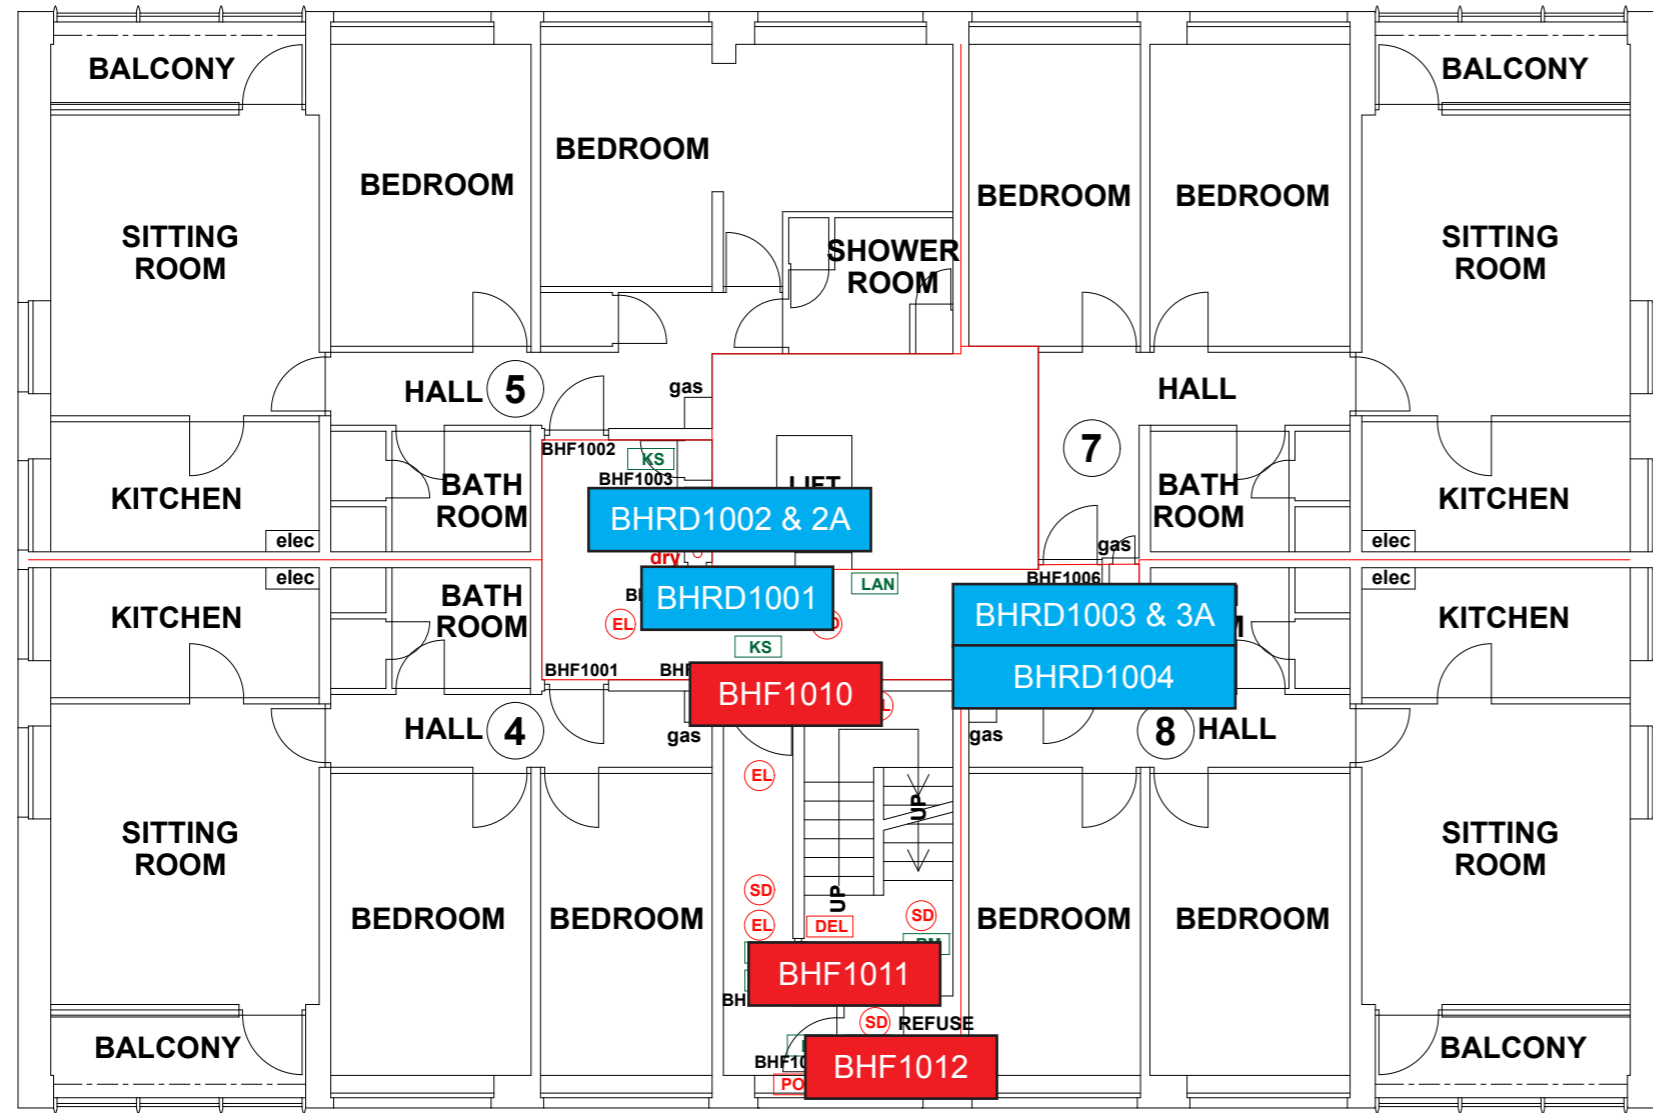 BALCONY
BALCONY
BEDROOM
BEDROOM
BEDROOM
BEDROOM
SITTING
ROOM
SHOWER
ROOM
SITTING
ROOM
HALL
5
gas
HALL
7
BHF1002
KS
BHF1003
LIFT
KITCHEN
BATH
ROOM
BHRD1002 & 2A
BATH
ROOM
KITCHEN
elec
dry
gas
elec
elec
LAN
BHF1006
elec
KITCHEN
BATH
ROOM
BHRD1001
BHRD1003 & 3A
KITCHEN
EL
KS
BHF1001
BHF1010
BHRD1004
HALL
4
gas
gas
8
HALL
EL
UP
SITTING
ROOM
SITTING
ROOM
SD
UP
BEDROOM
BEDROOM
EL
DEL
SD
BEDROOM
BEDROOM
BHF1011
SD
REFUSE
BALCONY
BHF1012
BALCONY